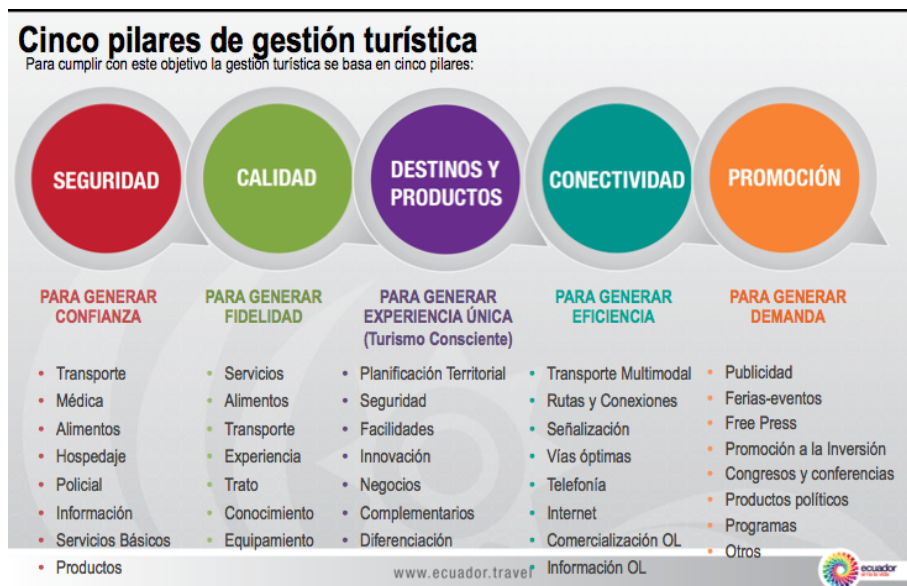 Cinco pilares de gestión turística
Para cumplir con este objetivo la gestión turística se basa en cinco pilares:
SEGURIDAD
PARA GENERAR
CONFIANZA
• Transporte
• Médica
• Alimentos
• Hospedaje
• Policial
• Información
• Servicios Básicos
• Productos
CALIDAD
PARA GENERAR
FIDELIDAD
• Servicios
• Alimentos
• Transporte
• Experiencia
• Trato
• Conocimiento
• Equipamiento
DESTINOS Y
PRODUCTOS
PARA GENERAR
EXPERIENCIA ÚNICA
(Turismo Consciente)
• Planificación Territorial
• Seguridad
• Facilidades
• Innovación
• Negocios
• Complementarios
• Diferenciación
CONECTIVIDAD
PARA GENERAR
EFICIENCIA
• Transporte Multimodal
• Rutas y Conexiones
• Señalización
• Vías óptimas
• Telefonía
• Internet
• Comercialización OL
• Información OL
PROMOCIÓN
PARA GENERAR
DEMANDA
• Publicidad
• Ferias-eventos
• Free Press
• Promoción a la Inversión
• Congresos y conferencias
• Productos políticos
• Programas
• Otros
www.ecuador.travel
ecuador